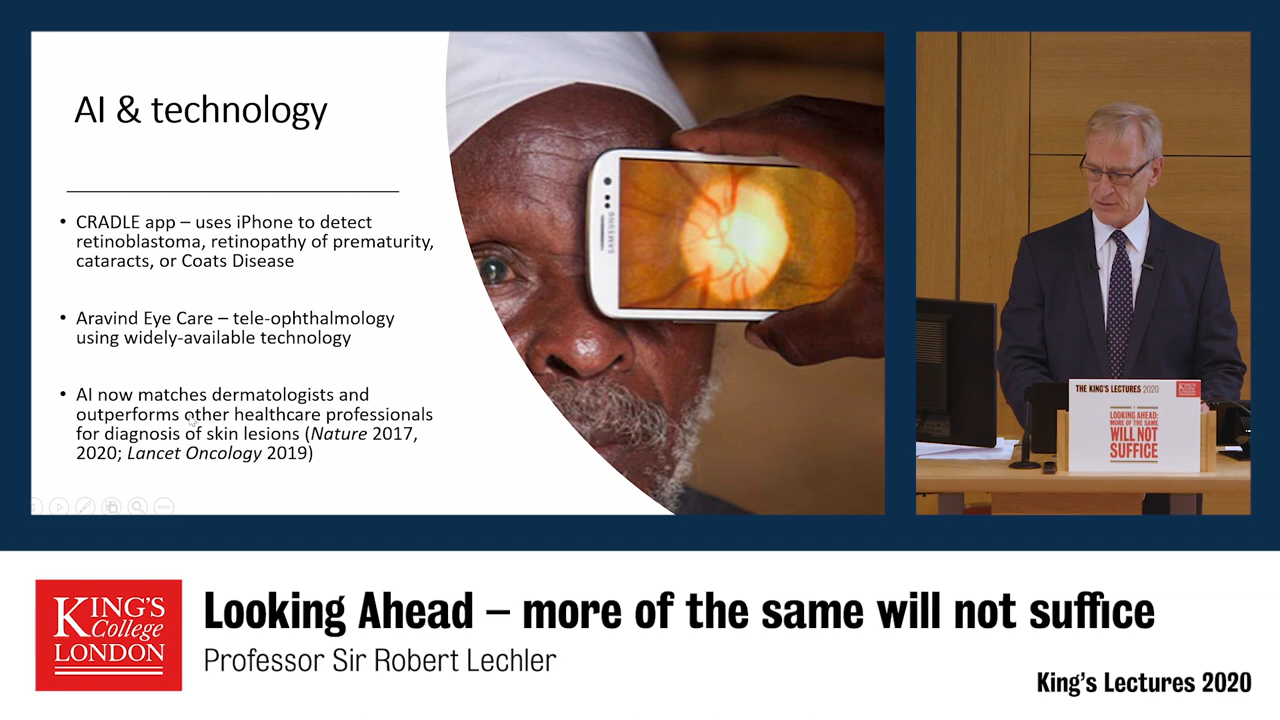 AI & technology
• CRADLE app – uses iPhone to detect
retinoblastoma, retinopathy of prematurity,
cataracts, or Coats Disease
• Aravind Eye Care – tele-ophthalmology
using widely-available technology
• AI now matches dermatologists and
outperforms other healthcare professionals
for diagnosis of skin lesions (Nature 2017,
2020; Lancet Oncology 2019)
SAMSUNG
THE KING'S LECTURES 2020
KING'S
College
LONDON
LOOKING AHEAD:
MORE OF THE SAME
WILL NOT
SUFFICE
KING'S
College
LONDON
Looking Ahead – more of the same will not suffice
Professor Sir Robert Lechler
King's Lectures 2020